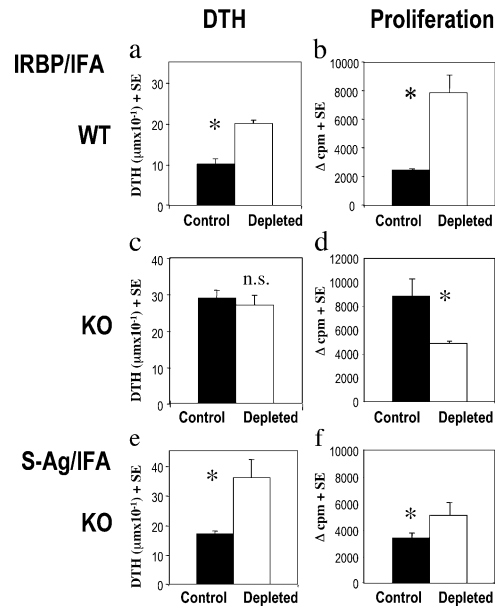 DTH Proliferation
IRBP/IFA
a b
WT
DTH (µmx10⁻¹) + SE
30
20
10
0
*
Control Depleted
Δ cpm + SE
10000
8000
6000
4000
2000
0
*
Control Depleted
c d
KO
DTH (µmx10⁻¹) + SE
40
30
20
10
0
n.s.
Control Depleted
Δ cpm + SE
12000
10000
8000
6000
4000
2000
0
*
Control Depleted
S-Ag/IFA
e f
KO
DTH (µmx10⁻¹) + SE
40
30
20
10
0
*
Control Depleted
Δ cpm + SE
10000
8000
6000
4000
2000
0
*
Control Depleted